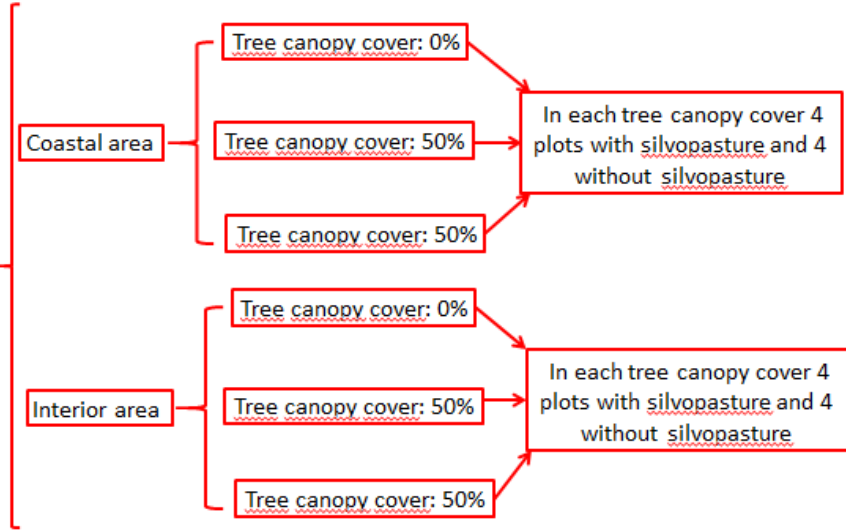 Tree canopy cover: 0%
Coastal area
Tree canopy cover: 50%
Tree canopy cover: 50%
In each tree canopy cover 4
plots with silvopasture and 4
without silvopasture
Tree canopy cover: 0%
Interior area
Tree canopy cover: 50%
Tree canopy cover: 50%
In each tree canopy cover 4
plots with silvopasture and 4
without silvopasture